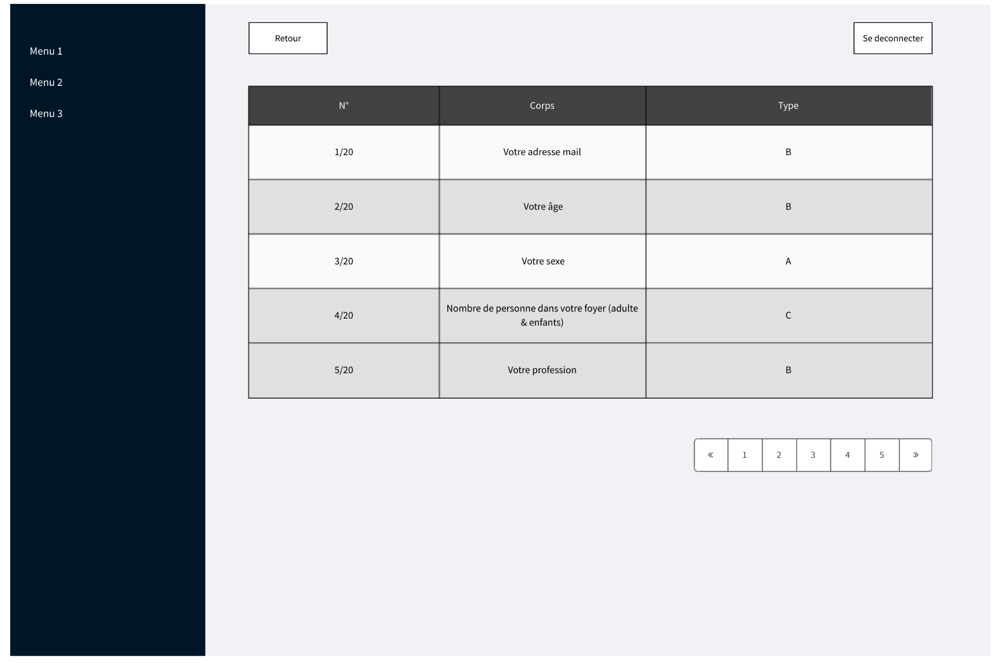 Menu 1
Menu 2
Menu 3
Retour
Se deconnecter
N° Corps Type
1/20 Votre adresse mail B
2/20 Votre âge B
3/20 Votre sexe A
4/20 Nombre de personne dans votre foyer (adulte
& enfants) C
5/20 Votre profession B
« 1 2 3 4 5 »